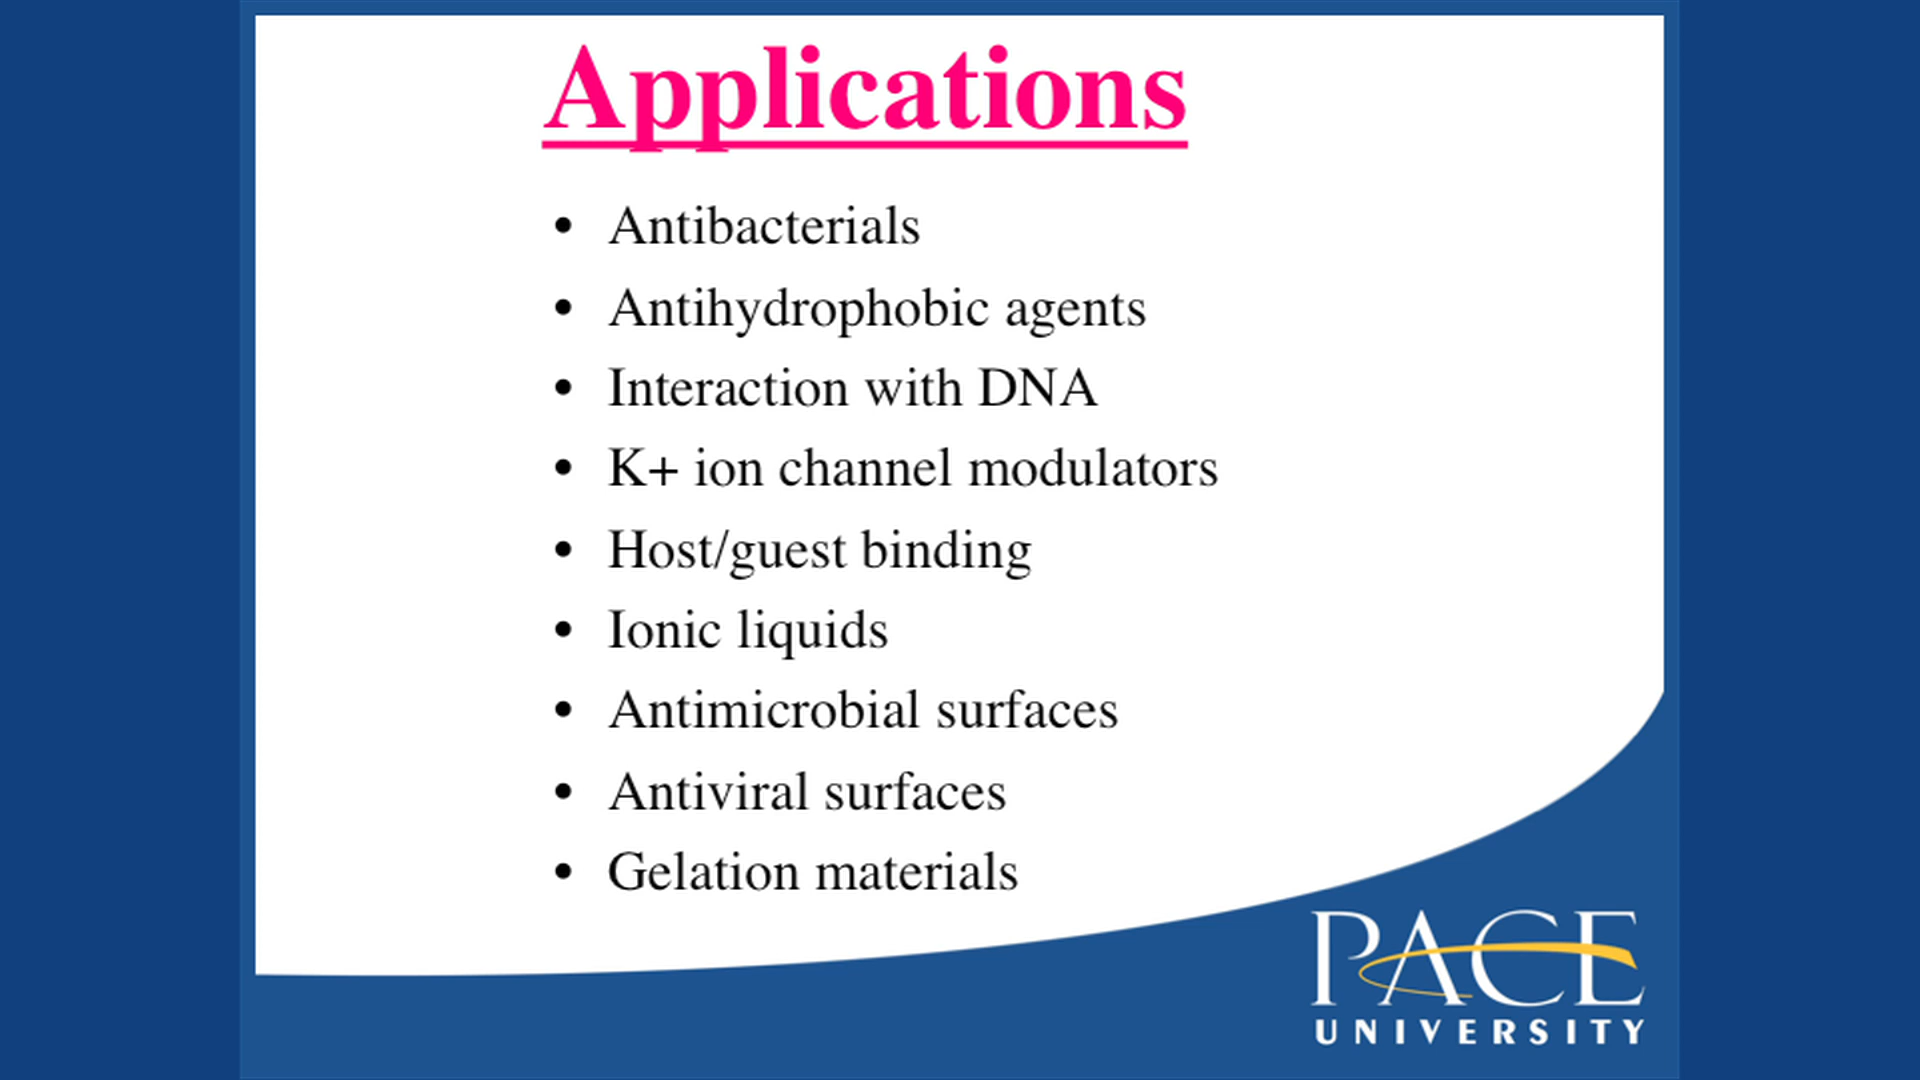 Applications
• Antibacterials
• Antihydrophobic agents
• Interaction with DNA
• K+ ion channel modulators
• Host/guest binding
• Ionic liquids
• Antimicrobial surfaces
• Antiviral surfaces
• Gelation materials
PACE
UNIVERSITY